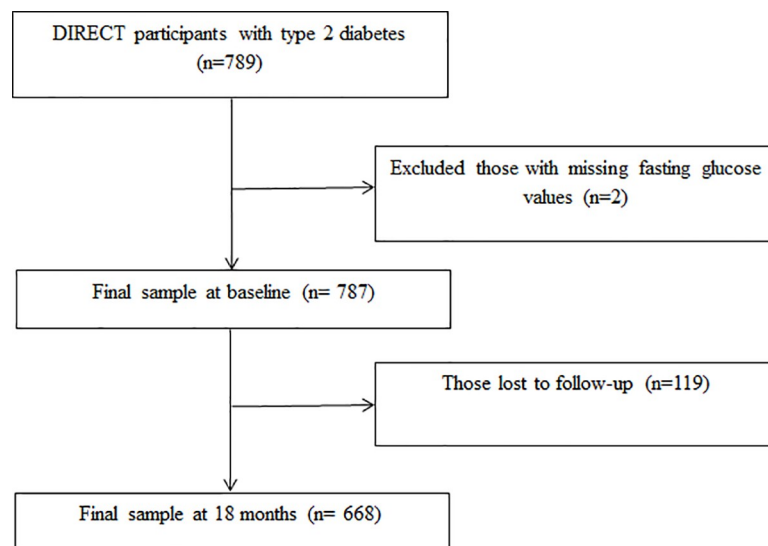 DIRECT participants with type 2 diabetes
(n=789)
Excluded those with missing fasting glucose
values (n=2)
Final sample at baseline (n= 787)
Those lost to follow-up (n=119)
Final sample at 18 months (n= 668)